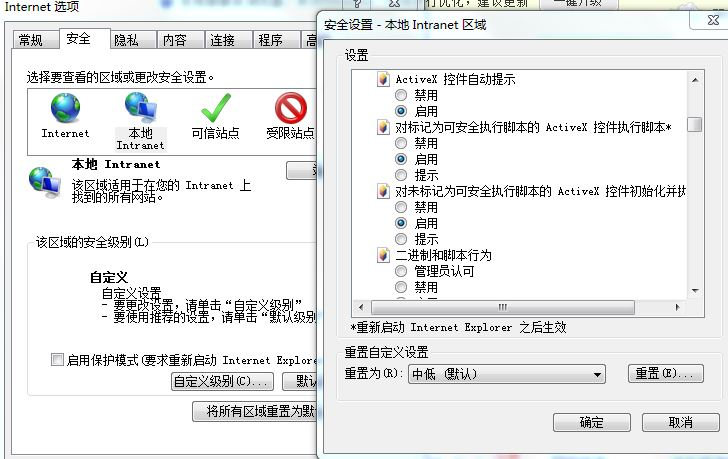 Internet 选项
常规
安全
隐私
内容
连接
程序
选择要查看的区域或更改安全设置。
Internet
本地
Intranet
可信站点
受限站点
本地 Intranet
该区域适用于在您的 Intranet 上
找到的所有网站。
该区域的安全级别(L)
自定义
自定义设置
- 要更改设置，请单击“自定义级别”
- 要使用推荐的设置，请单击“默认级别
启用保护模式(要求重新启动 Internet Explore
自定义级别(C)...
默认
将所有区域重置为默
行优化，建议更新
一键升级
安全设置 - 本地 Intranet 区域
设置
ActiveX 控件自动提示
禁用
启用
对标记为可安全执行脚本的 ActiveX 控件执行脚本*
禁用
启用
提示
对未标记为可安全执行脚本的 ActiveX 控件初始化并执
禁用
启用
提示
二进制和脚本行为
管理员认可
禁用
*重新启动 Internet Explorer 之后生效
重置自定义设置
重置为(R):
中低 (默认)
重置(E)...
确定
取消